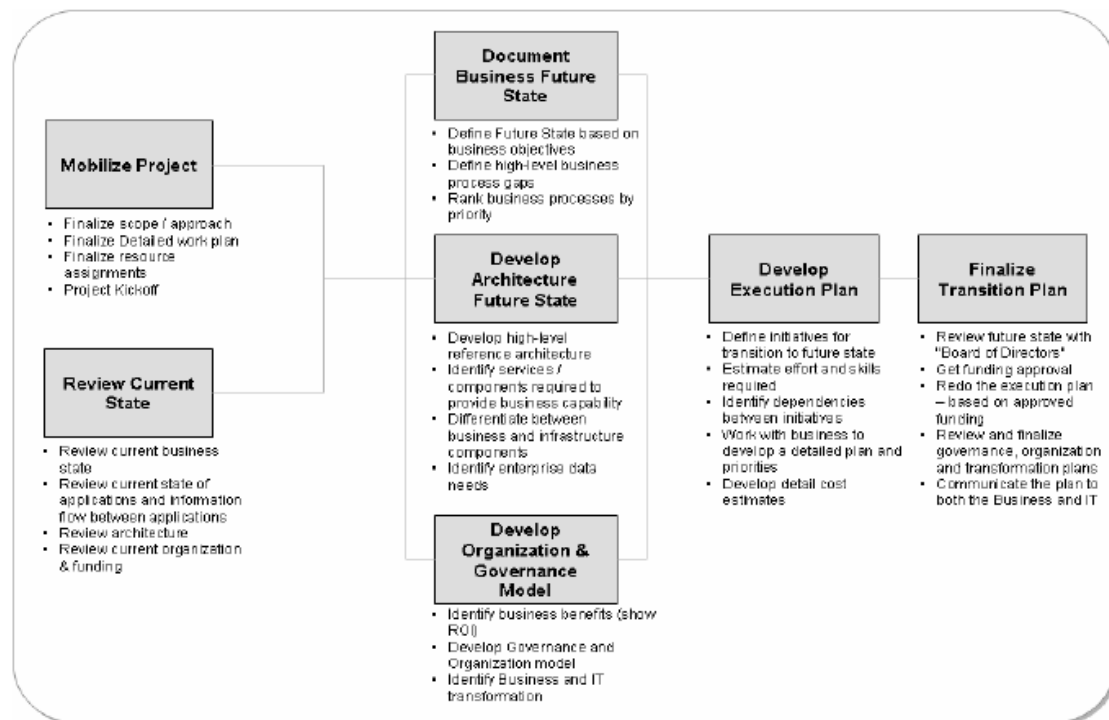 Mobilize Project
• Finalize scope / approach
• Finalize Detailed work plan
• Finalize resource
assignments
• Project Kickoff
Review Current
State
• Review current business
state
• Review current state of
applications and information
flow between applications
• Review architecture
• Review current organization
& funding
Document
Business Future
State
• Define Future State based on
business objectives
• Define high-level business
process gaps
• Rank business processes by
priority
Develop
Architecture
Future State
• Develop high-level
reference architecture
• Identify services /
components required to
provide business capability
• Differentiate between
business and infrastructure
components
• Identify enterprise data
needs
Develop
Organization &
Governance
Model
• Identify business benefits (show
ROI)
• Develop Governance and
Organization model
• Identify Business and IT
transformation
Develop
Execution Plan
• Define initiatives for
transition to future state
• Estimate effort and skills
required
• Identify dependencies
between initiatives
• Work with business to
develop a detailed plan and
priorities
• Develop detail cost
estimates
Finalize
Transition Plan
• Review future state with
"Board of Directors"
• Get funding approval
• Redo the execution plan
– based on approved
funding
• Review and finalize
governance, organization
and transformation plans
• Communicate the plan to
both the Business and IT